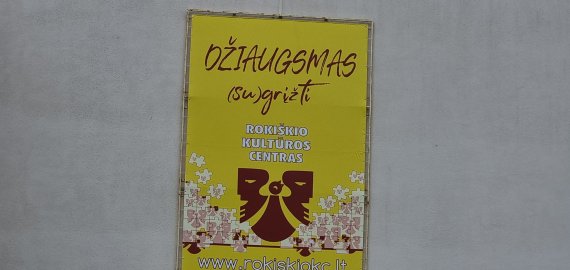 DŽIAUGSMAS
(su)grįžti
ROKIŠKIO
KULTŪROS
CENTRAS
www.rokiskiokc.lt